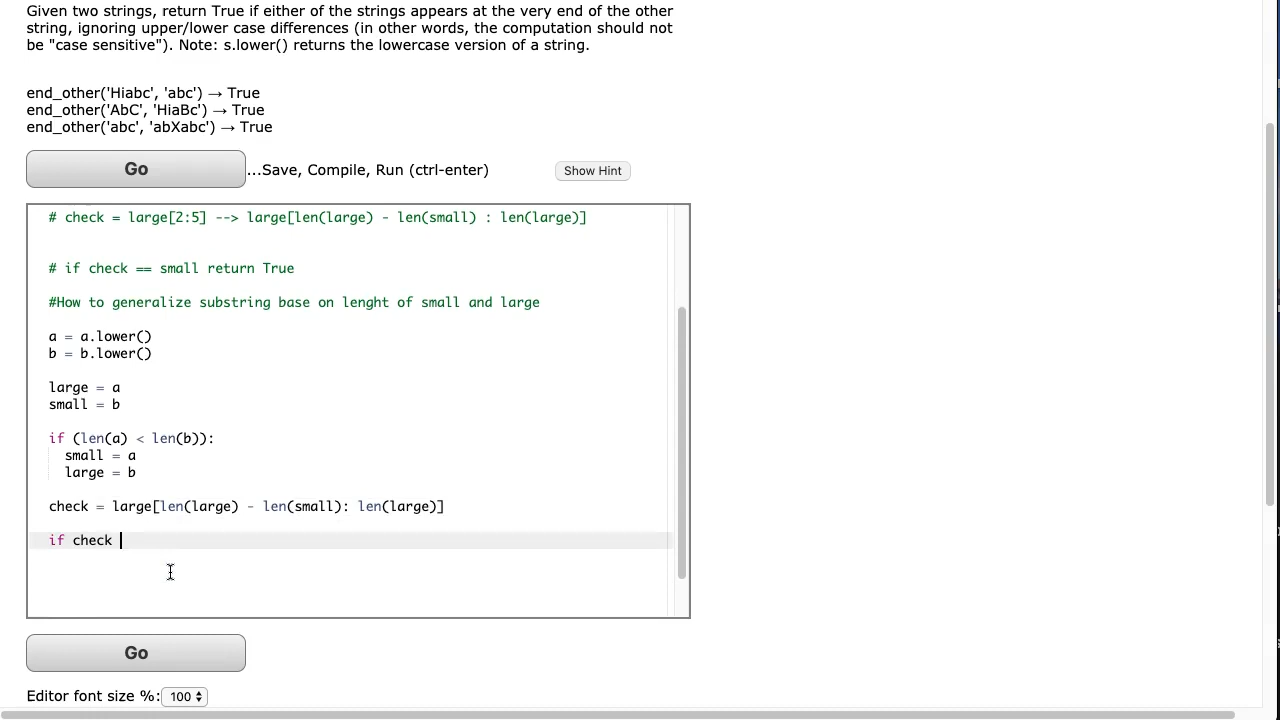 Given two strings, return True if either of the strings appears at the very end of the other
string, ignoring upper/lower case differences (in other words, the computation should not
be "case sensitive"). Note: s.lower() returns the lowercase version of a string.
end_other('Hiabc', 'abc') → True
end_other('AbC', 'HiaBc') → True
end_other('abc', 'abXabc') → True
Go ...Save, Compile, Run (ctrl-enter) Show Hint
# check = large[2:5] --> large[len(large) - len(small) : len(large)]
# if check == small return True
#How to generalize substring base on lenght of small and large
a = a.lower()
b = b.lower()
large = a
small = b
if (len(a) < len(b)):
small = a
large = b
check = large[len(large) - len(small): len(large)]
if check
Go
Editor font size %: 100